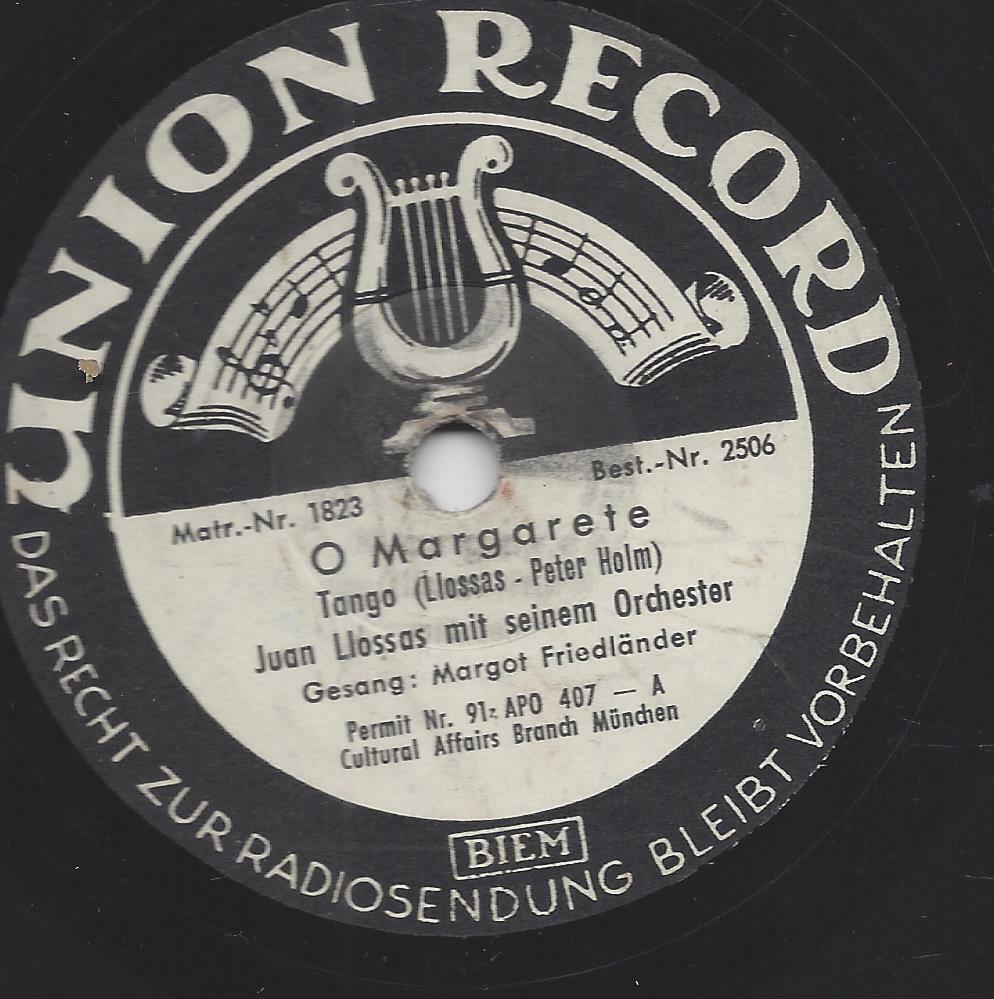 UNION RECORD
Matr.-Nr. 1823
Best.-Nr. 2506
O Margarete
Tango (Llossas - Peter Holm)
Juan Llossas mit seinem Orchester
Gesang: Margot Friedländer
Permit Nr. 91z APO 407 — A
Cultural Affairs Branch München
BIEM
DAS RECHT ZUR RADIOSENDUNG BLEIBT VORBEHALTEN